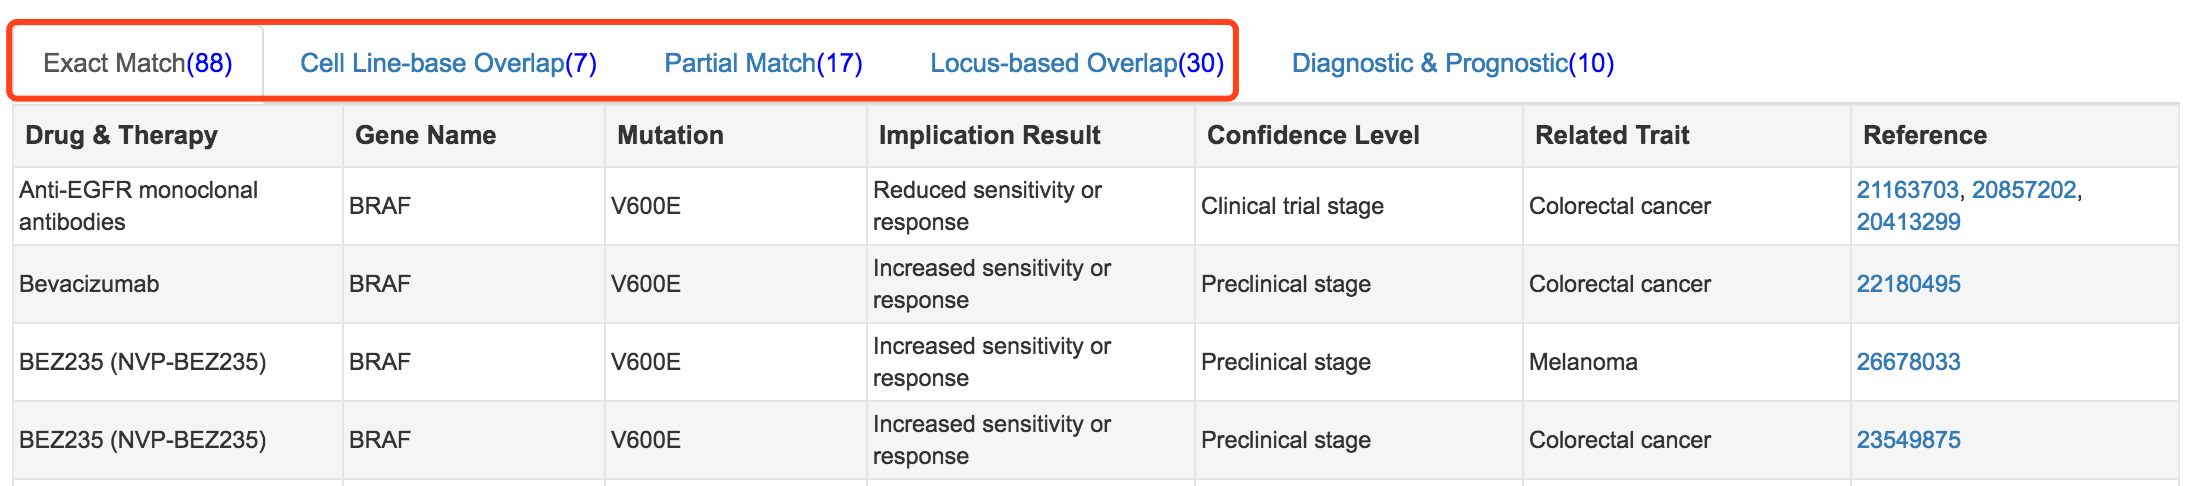 Exact Match(88) Cell Line-base Overlap(7) Partial Match(17) Locus-based Overlap(30) Diagnostic & Prognostic(10)
Drug & Therapy Gene Name Mutation Implication Result Confidence Level Related Trait Reference
Anti-EGFR monoclonal antibodies BRAF V600E Reduced sensitivity or response Clinical trial stage Colorectal cancer 21163703, 20857202, 20413299
Bevacizumab BRAF V600E Increased sensitivity or response Preclinical stage Colorectal cancer 22180495
BEZ235 (NVP-BEZ235) BRAF V600E Increased sensitivity or response Preclinical stage Melanoma 26678033
BEZ235 (NVP-BEZ235) BRAF V600E Increased sensitivity or response Preclinical stage Colorectal cancer 23549875